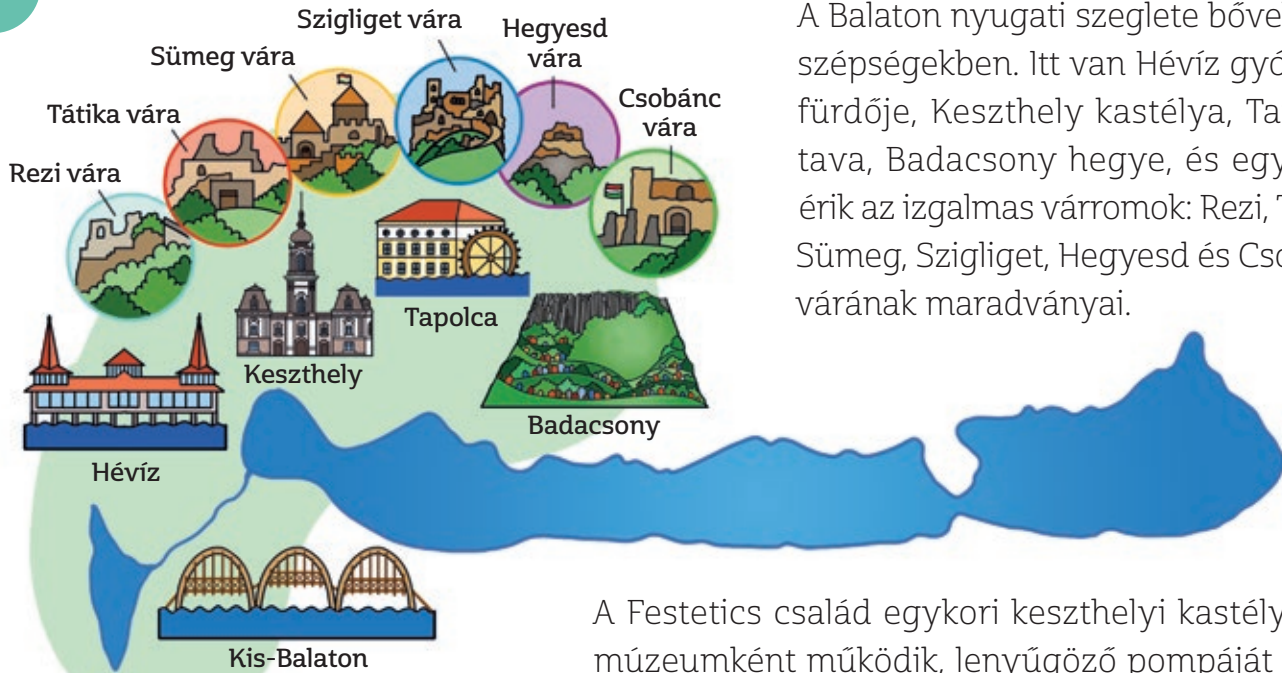 Szigliget vára
Hegyesd
vára
Sümeg vára
Csobánc
vára
Tátika vára
Rezi vára
Tapolca
Keszthely
Badacsony
Hévíz
Kis-Balaton
A Balaton nyugati szeglete bőve
szépségekben. Itt van Hévíz gyó
fürdője, Keszthely kastélya, Ta
tava, Badacsony hegye, és egy
érik az izgalmas várromok: Rezi, T
Sümeg, Szigliget, Hegyesd és Cso
várának maradványai.
A Festetics család egykori keszthelyi kastély
múzeumként működik, lenyűgöző pompáját